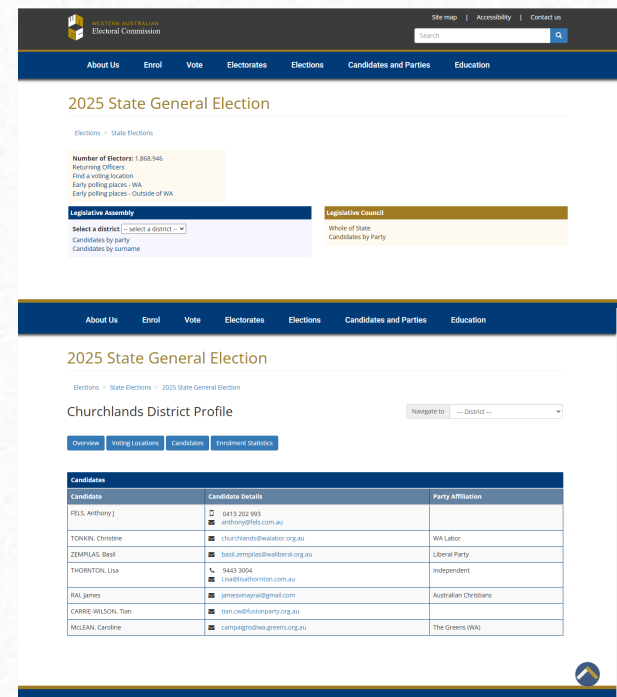 Site map | Accessibility | Contact us
WESTERN AUSTRALIAN
Electoral Commission
Search
About Us Enrol Vote Electorates Elections Candidates and Parties Education
2025 State General Election
Elections > State Elections
Number of Electors: 1,868,946
Returning Officers
Find a voting location
Early polling places - WA
Early polling places - Outside of WA
Legislative Assembly
Select a district -- select a district --
Candidates by party
Candidates by surname
Legislative Council
Whole of State
Candidates by Party
About Us Enrol Vote Electorates Elections Candidates and Parties Education
2025 State General Election
Elections > State Elections > 2025 State General Election
Churchlands District Profile
Navigate to --- District ---
Overview Voting Locations Candidates Enrolment Statistics
Candidates
Candidate Candidate Details Party Affiliation
FELS, Anthony J 0413 202 993
anthony@fels.com.au
TONKIN, Christine churchlands@walabor.org.au WA Labor
ZEMPILAS, Basil basil.zempilas@waliberal.org.au Liberal Party
THORNTON, Lisa 9443 3004 Independent
Lisa@lisathornton.com.au
RAI, James jamesvinayrai@gmail.com Australian Christians
CARRIE-WILSON, Tian tian.cw@fusionparty.org.au
McLEAN, Caroline campaigns@wa.greens.org.au The Greens (WA)